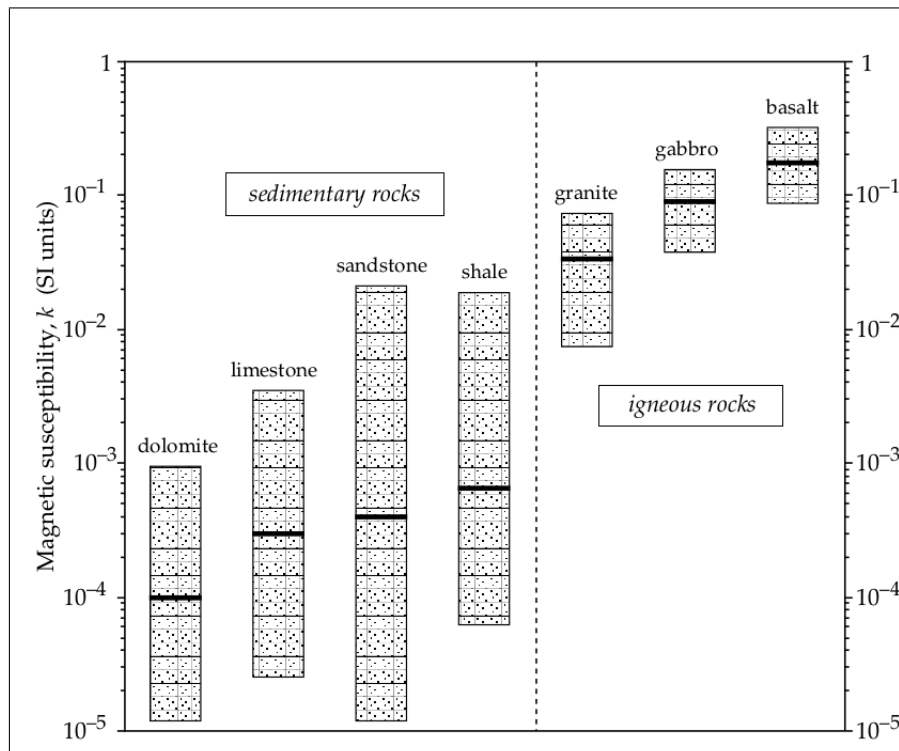 Magnetic susceptibility, k (SI units)
1
10⁻¹
10⁻²
10⁻³
10⁻⁴
10⁻⁵
sedimentary rocks
dolomite
limestone
sandstone
shale
granite
gabbro
basalt
igneous rocks
1
10⁻¹
10⁻²
10⁻³
10⁻⁴
10⁻⁵